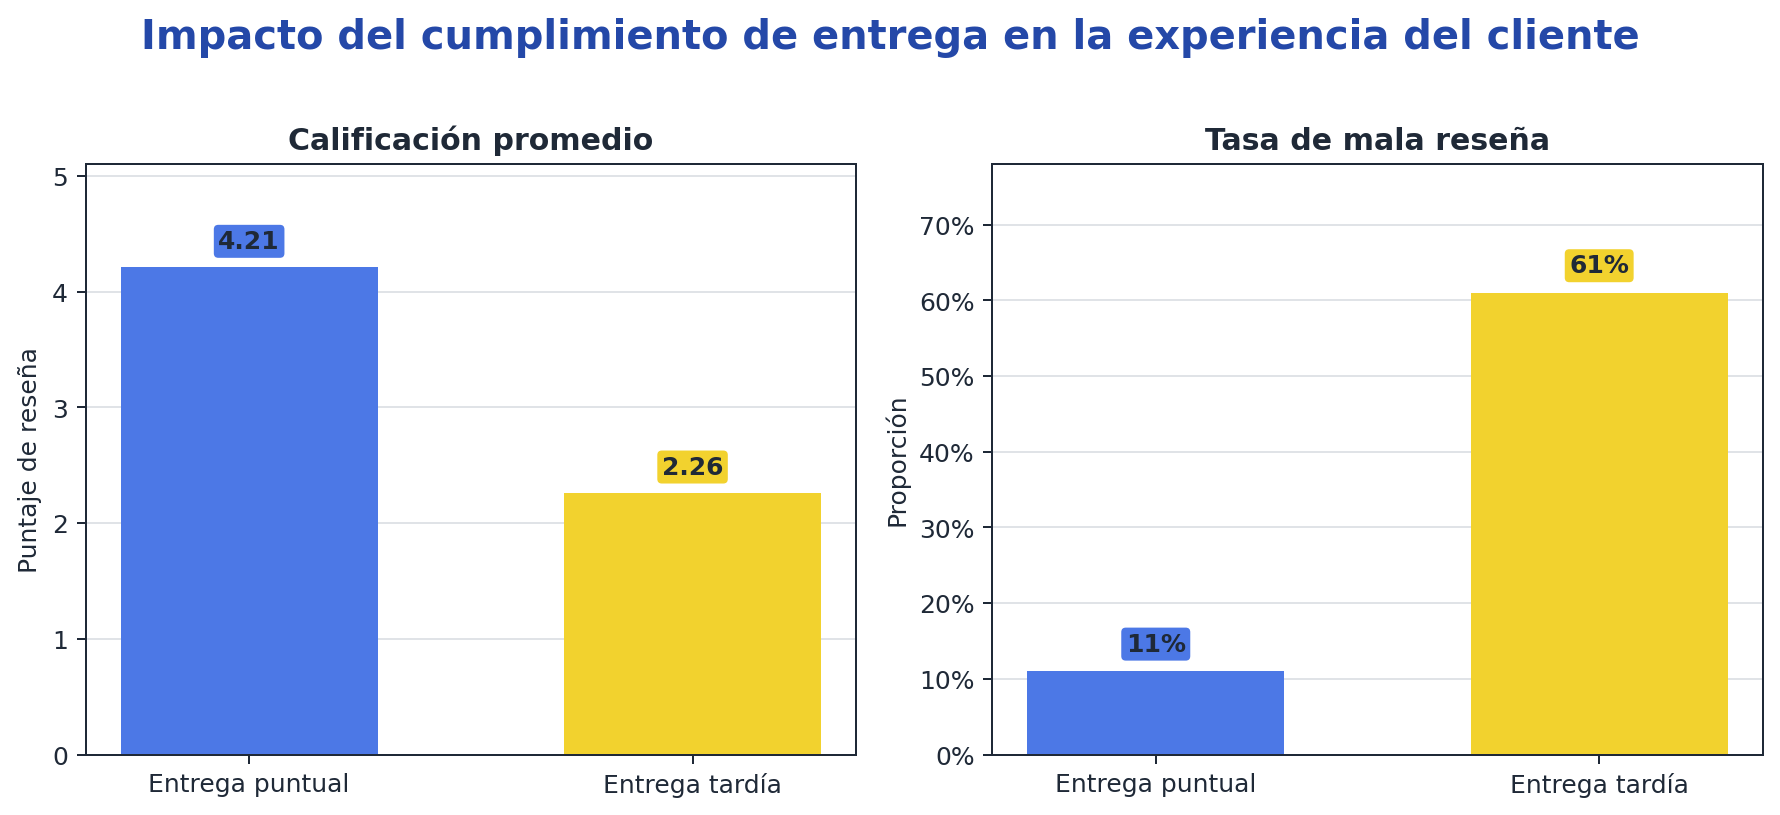 Impacto del cumplimiento de entrega en la experiencia del cliente
Calificación promedio
Puntaje de reseña
5
4
3
2
1
0
4.21
2.26
Entrega puntual
Entrega tardía
Tasa de mala reseña
Proporción
70%
60%
50%
40%
30%
20%
10%
0%
11%
61%
Entrega puntual
Entrega tardía